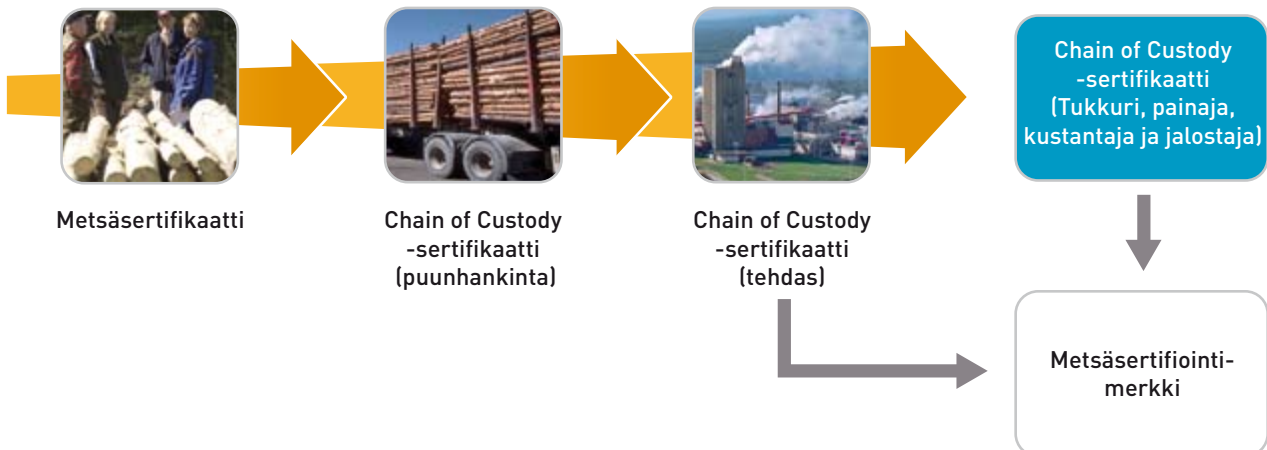 Metsäsertifikaatti
Chain of Custody
-sertifikaatti
(puunhankinta)
Chain of Custody
-sertifikaatti
(tehdas)
Chain of Custody
-sertifikaatti
(Tukkuri, painaja,
kustantaja ja jalostaja)
Metsäsertifiointi-
merkki